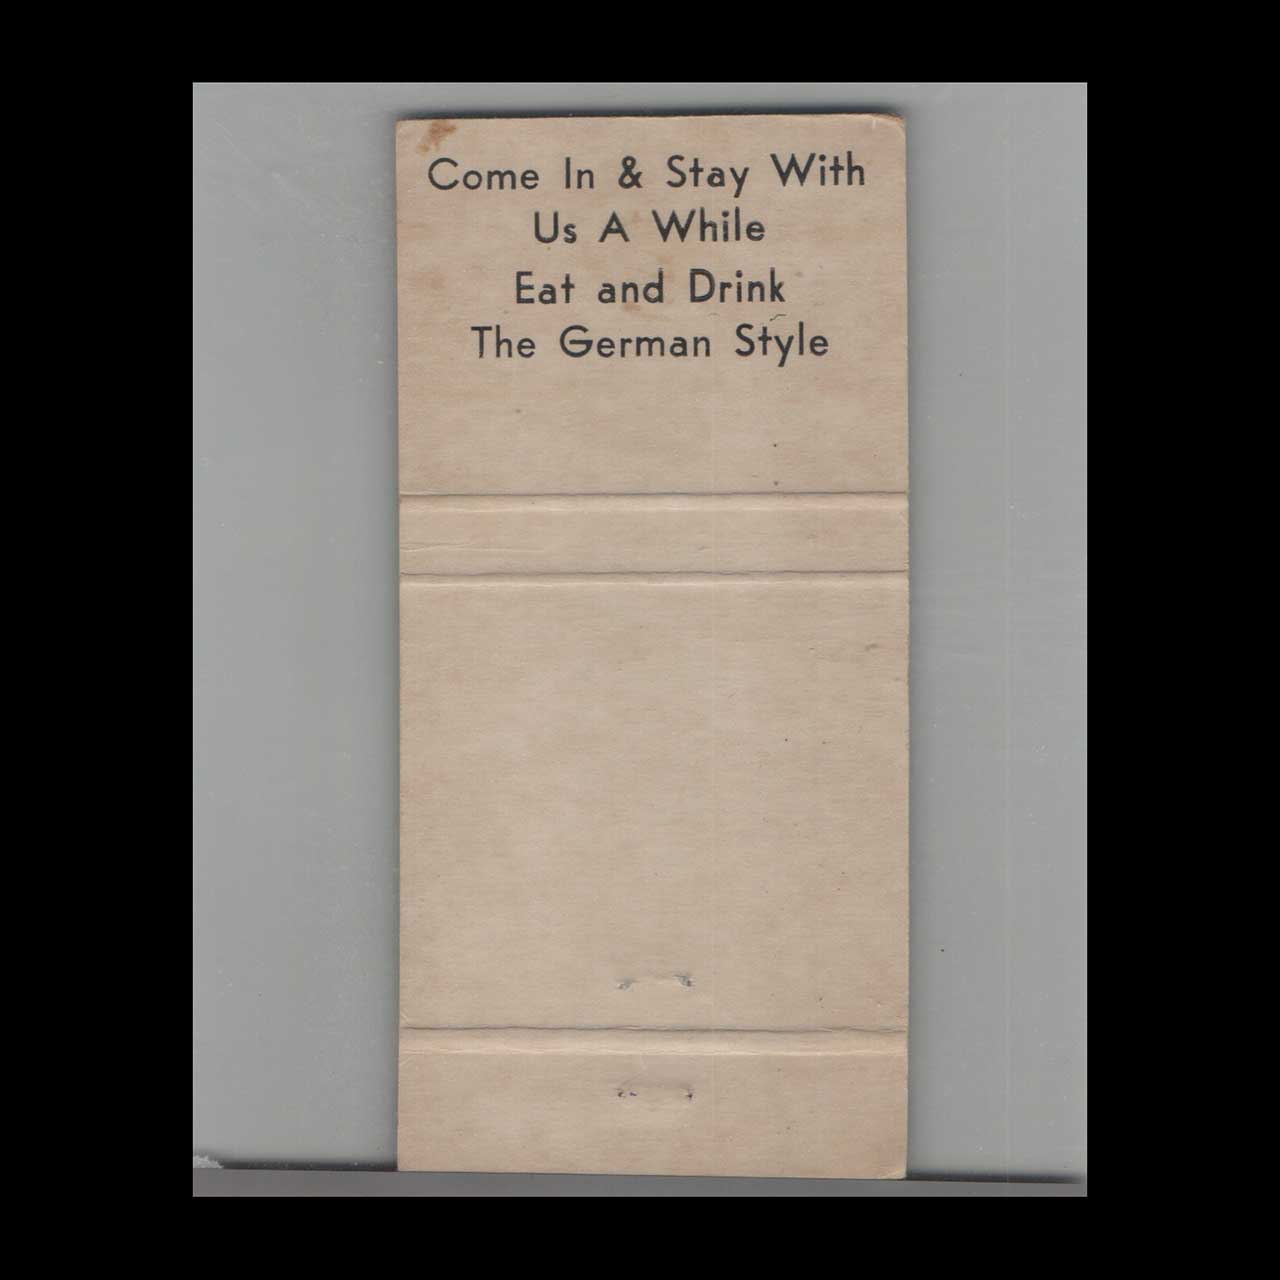 Come In & Stay With
Us A While
Eat and Drink
The German Style